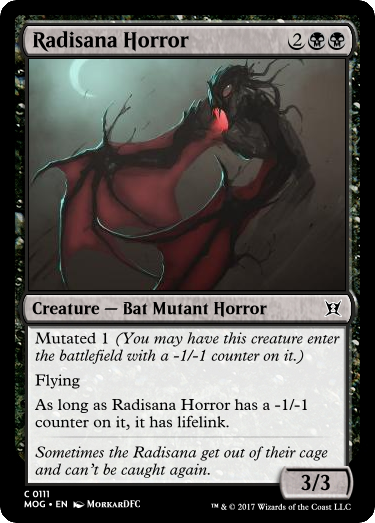 Radisana Horror 2
Creature — Bat Mutant Horror
Mutated 1 (You may have this creature enter
the battlefield with a -1/-1 counter on it.)
Flying
As long as Radisana Horror has a -1/-1
counter on it, it has lifelink.
Sometimes the Radisana get out of their cage
and can't be caught again.
3/3
C 0111
MOG • EN MorkarDFC
™ & © 2017 Wizards of the Coast LLC